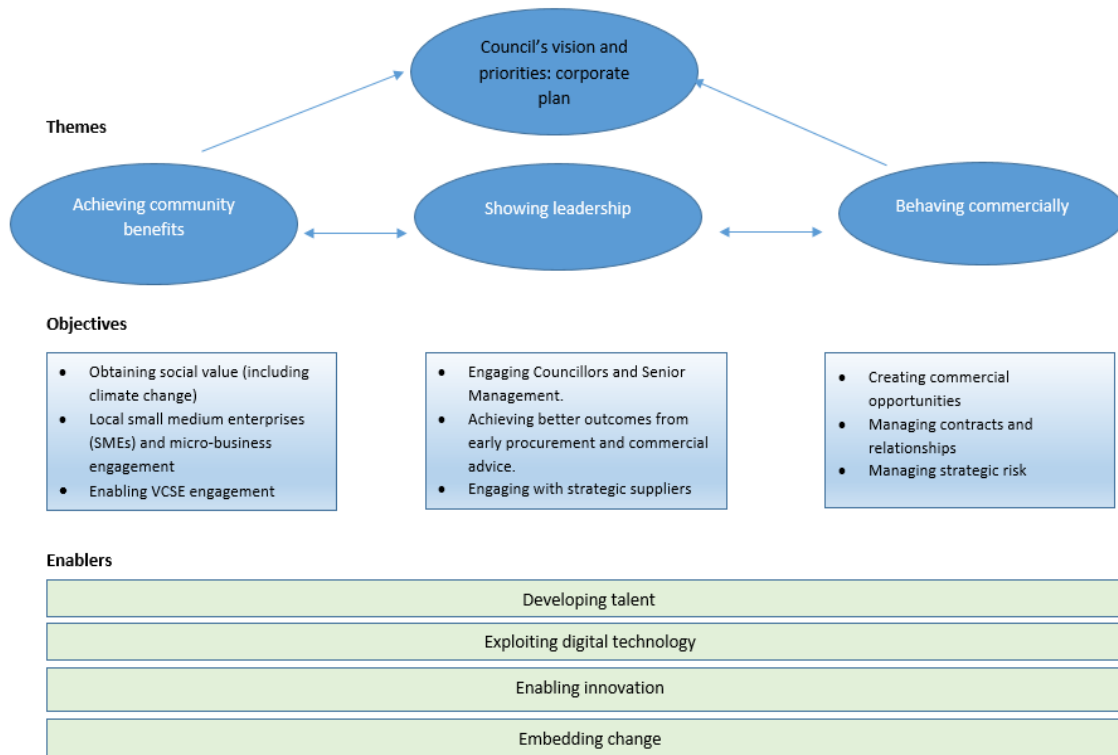 Council's vision and
priorities: corporate
plan
Themes
Achieving community
benefits
Showing leadership
Behaving commercially
Objectives
• Obtaining social value (including
climate change)
• Local small medium enterprises
(SMEs) and micro-business
engagement
• Enabling VCSE engagement
• Engaging Councillors and Senior
Management.
• Achieving better outcomes from
early procurement and commercial
advice.
• Engaging with strategic suppliers
• Creating commercial
opportunities
• Managing contracts and
relationships
• Managing strategic risk
Enablers
Developing talent
Exploiting digital technology
Enabling innovation
Embedding change